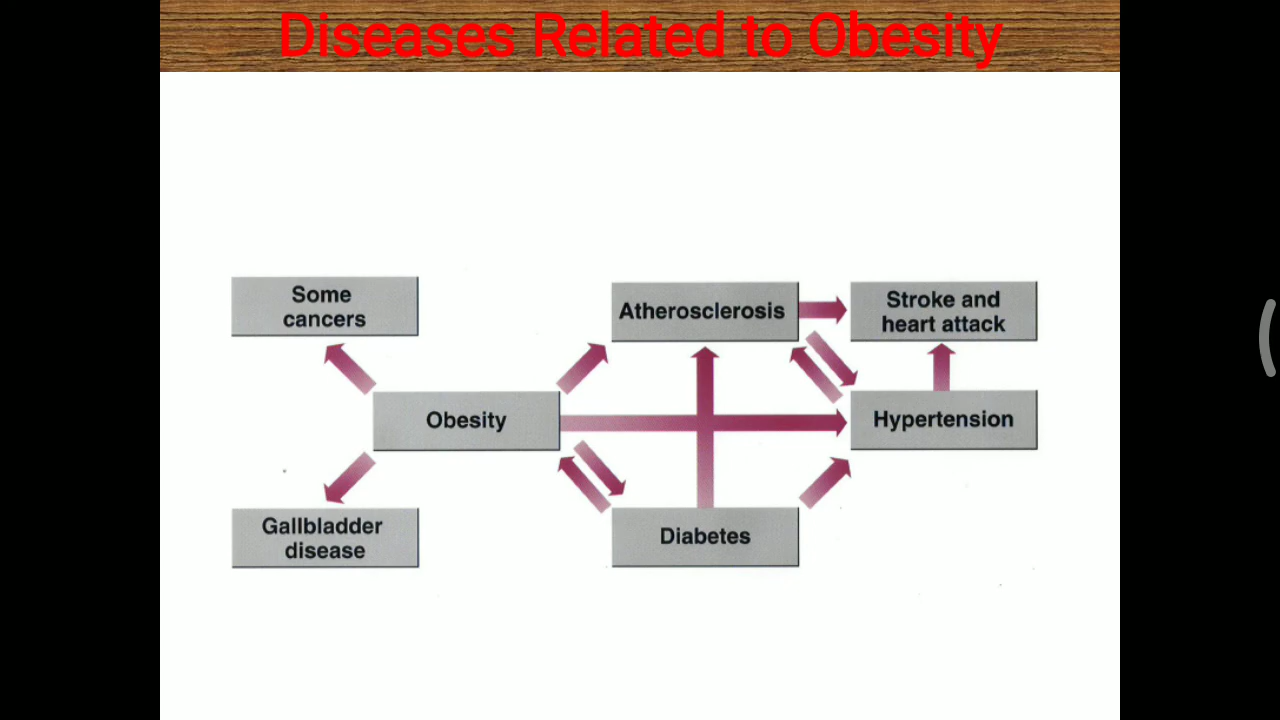 Diseases Related to Obesity
Some
cancers
Atherosclerosis
Stroke and
heart attack
Obesity
Hypertension
Gallbladder
disease
Diabetes